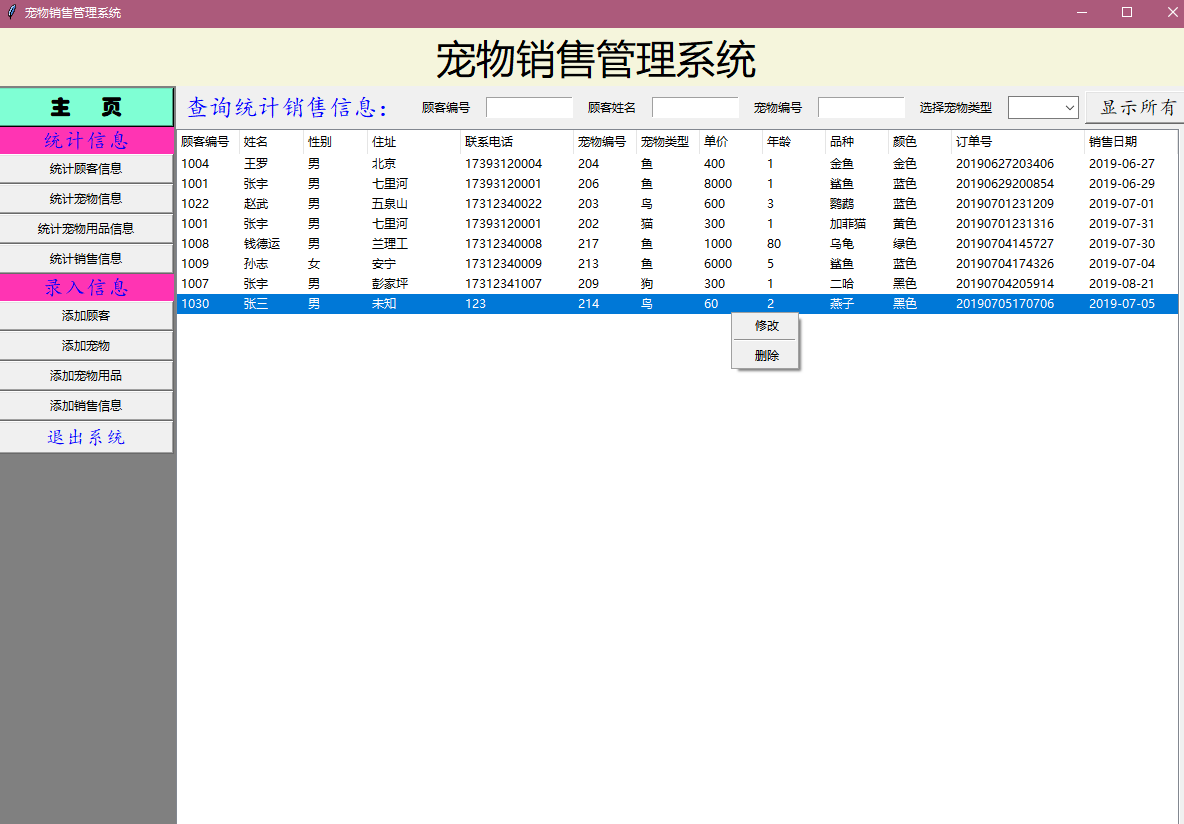 宠物销售管理系统
宠物销售管理系统
主 页
统计信息
统计顾客信息
统计宠物信息
统计宠物用品信息
统计销售信息
录入信息
添加顾客
添加宠物
添加宠物用品
添加销售信息
退出系统
查询统计销售信息: 顾客编号 顾客姓名 宠物编号 选择宠物类型 显示所有
顾客编号 姓名 性别 住址 联系电话 宠物编号 宠物类型 单价 年龄 品种 颜色 订单号 销售日期
1004 王罗 男 北京 17393120004 204 鱼 400 1 金鱼 金色 20190627203406 2019-06-27
1001 张宇 男 七里河 17393120001 206 鱼 8000 1 鲨鱼 蓝色 20190629200854 2019-06-29
1022 赵武 男 五泉山 17312340022 203 鸟 600 3 鹦鹉 蓝色 20190701231209 2019-07-01
1001 张宇 男 七里河 17393120001 202 猫 300 1 加菲猫 黄色 20190701231316 2019-07-31
1008 钱德运 男 兰理工 17312340008 217 鱼 1000 80 乌龟 绿色 20190704145727 2019-07-30
1009 孙志 女 安宁 17312340009 213 鱼 6000 5 鲨鱼 蓝色 20190704174326 2019-07-04
1007 张宇 男 彭家坪 17312341007 209 狗 300 1 二哈 黑色 20190704205914 2019-08-21
1030 张三 男 未知 123 214 鸟 60 2 燕子 黑色 20190705170706 2019-07-05
修改
删除